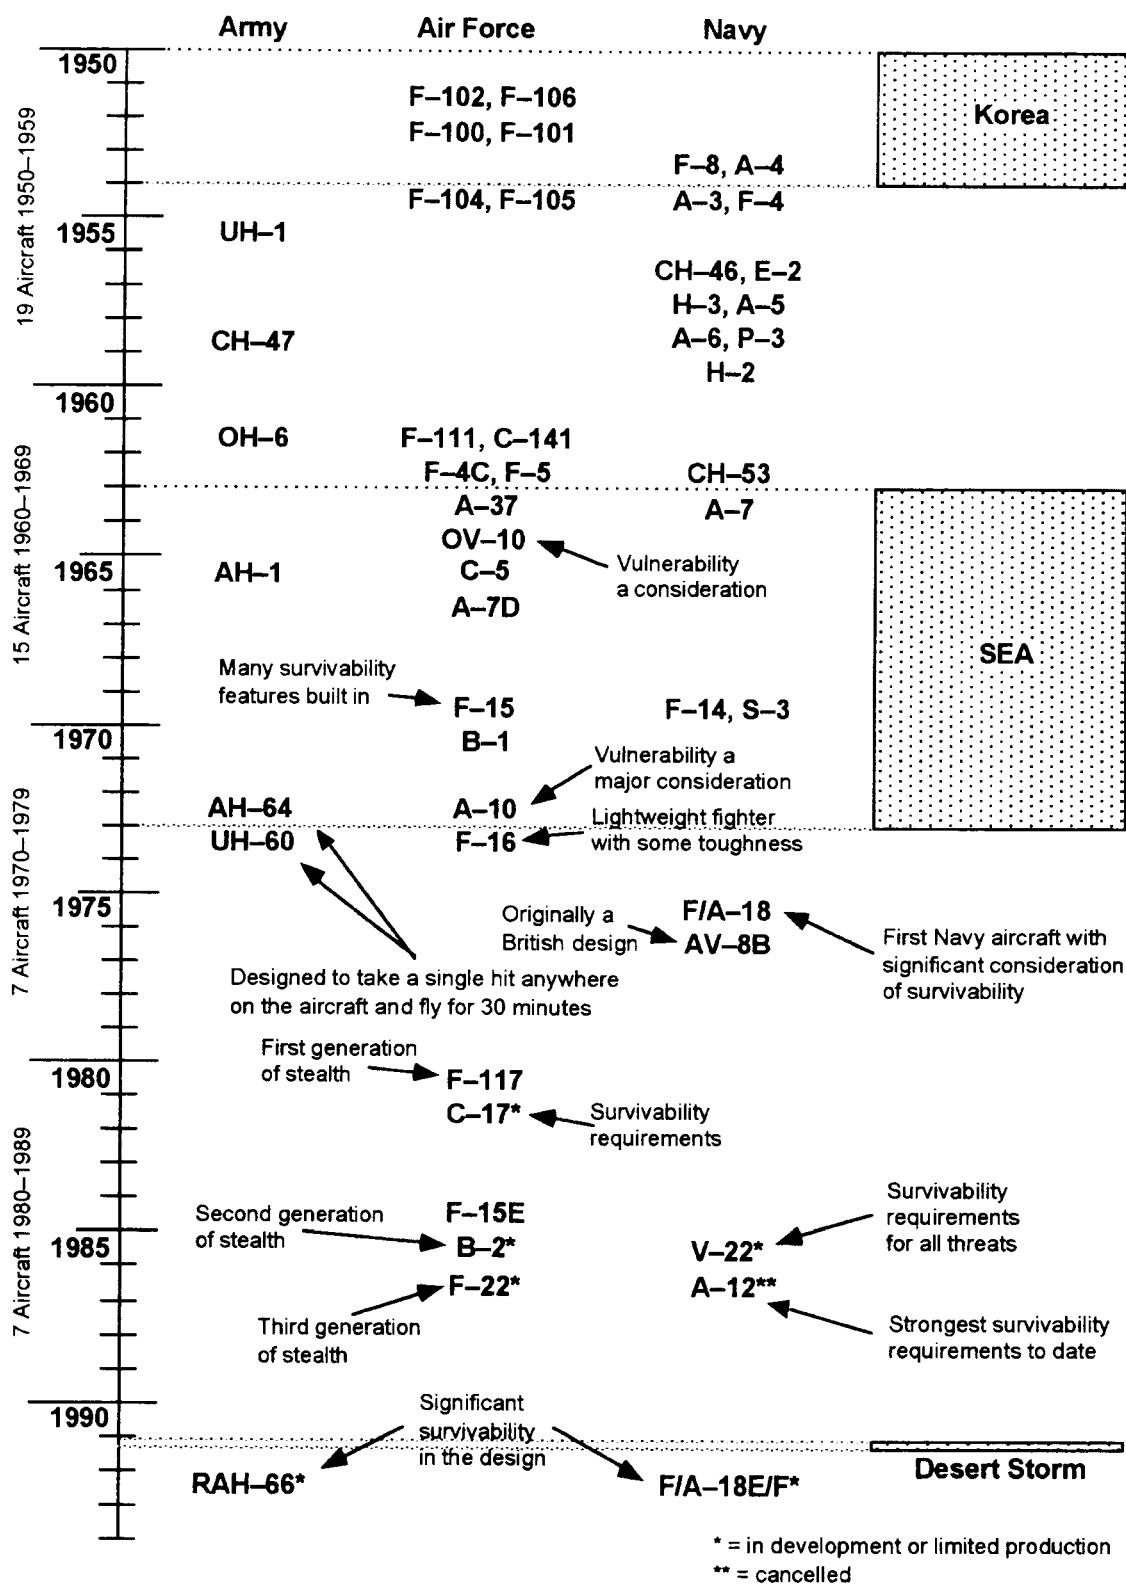 Army Air Force Navy
1950
F–102, F–106
Korea
F–100, F–101
F–8, A–4
F–104, F–105 A–3, F–4
19 Aircraft 1950–1959
1955
UH–1
CH–46, E–2
H–3, A–5
CH–47 A–6, P–3
H–2
1960
OH–6 F–111, C–141
F–4C, F–5 CH–53
A–37 A–7
OV–10
Vulnerability
a consideration
15 Aircraft 1960–1969
1965
AH–1 C–5
A–7D
SEA
Many survivability
features built in
F–15 F–14, S–3
1970
B–1
Vulnerability a
major consideration
AH–64 A–10
Lightweight fighter
with some toughness
UH–60 F–16
7 Aircraft 1970–1979
1975
F/A–18
Originally a
British design
AV–8B
First Navy aircraft with
significant consideration
of survivability
Designed to take a single hit anywhere
on the aircraft and fly for 30 minutes
First generation
of stealth
1980
F–117
C–17*
Survivability
requirements
7 Aircraft 1980–1989
F–15E
Survivability
requirements
for all threats
Second generation
of stealth
1985
B–2* V–22*
F–22* A–12**
Third generation
of stealth
Strongest survivability
requirements to date
1990
Significant
survivability
in the design
Desert Storm
RAH–66* F/A–18E/F*
* = in development or limited production
** = cancelled